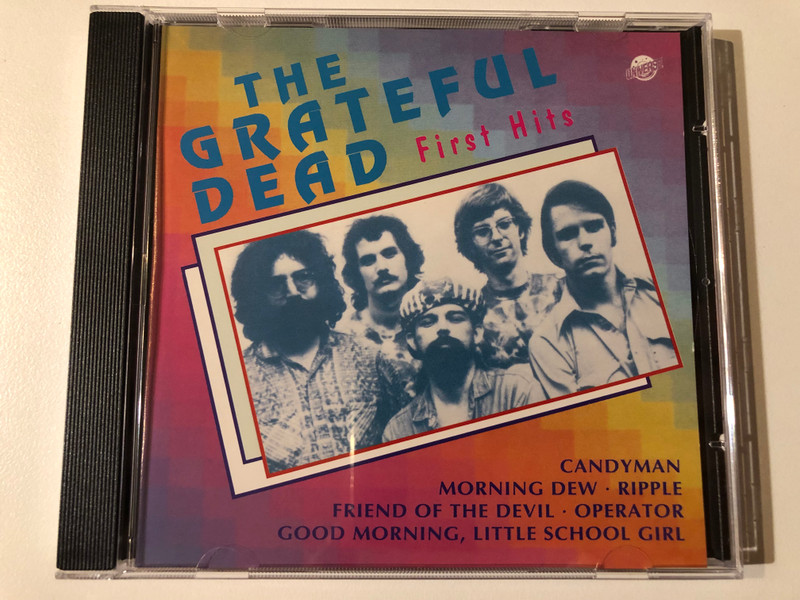 THE
GRATEFUL
DEAD First Hits
UNIVERSE
CANDYMAN
MORNING DEW · RIPPLE
FRIEND OF THE DEVIL · OPERATOR
GOOD MORNING, LITTLE SCHOOL GIRL